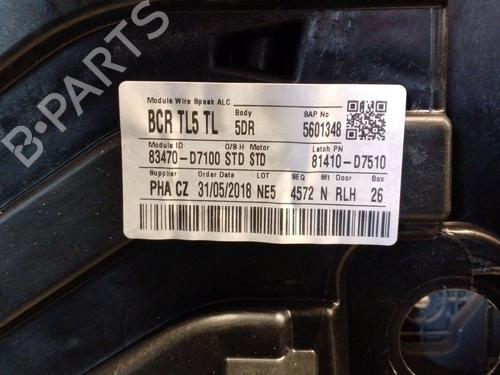 Module Wire Speak ALC Body SAP No
BCR TL5 TL 5DR 5601348
Module ID O/S H Motor Latch PN
83470-D7100 STD STD 81410-D7510
Supplier Order Date LOT SEQ Sft Door Box
PHA CZ 31/05/2018 NE5 4572 N RLH 26
B-PARTS